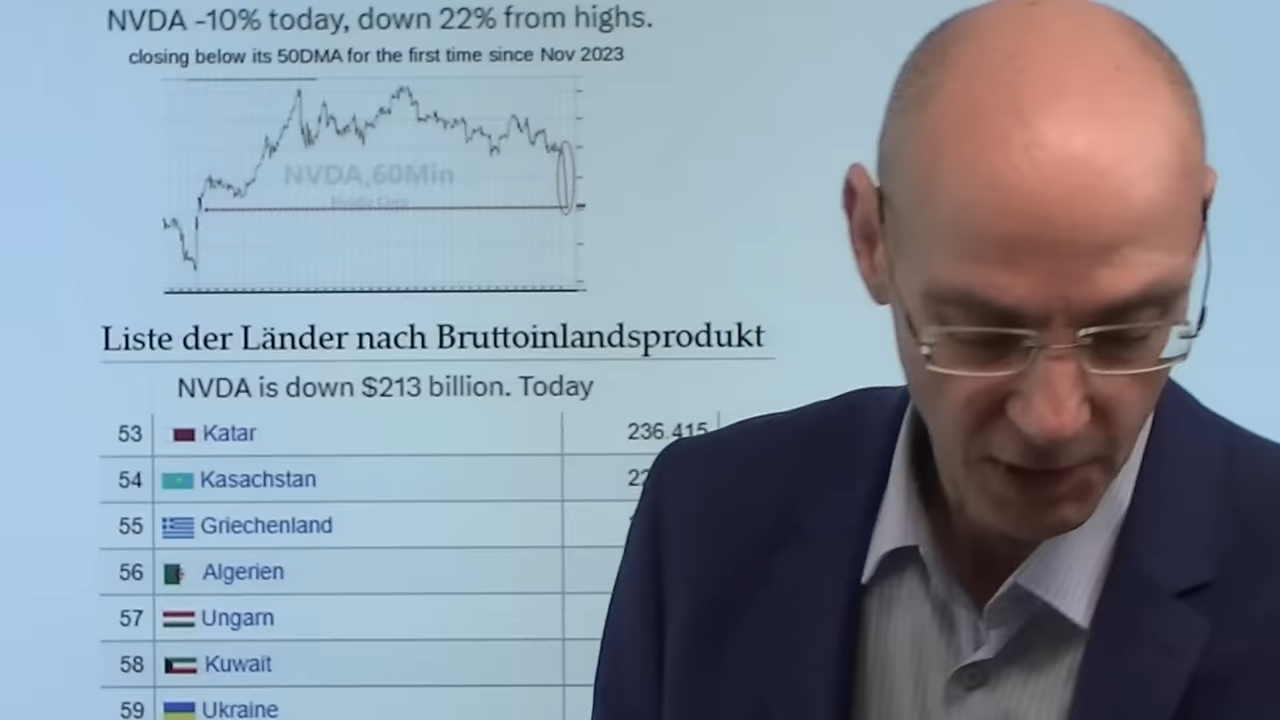 NVDA -10% today, down 22% from highs.
closing below its 50DMA for the first time since Nov 2023
NVDA,60Min
Liste der Länder nach Bruttoinlandsprodukt
NVDA is down $213 billion. Today
53 Katar 236.415
54 Kasachstan
55 Griechenland
56 Algerien
57 Ungarn
58 Kuwait
59 Ukraine